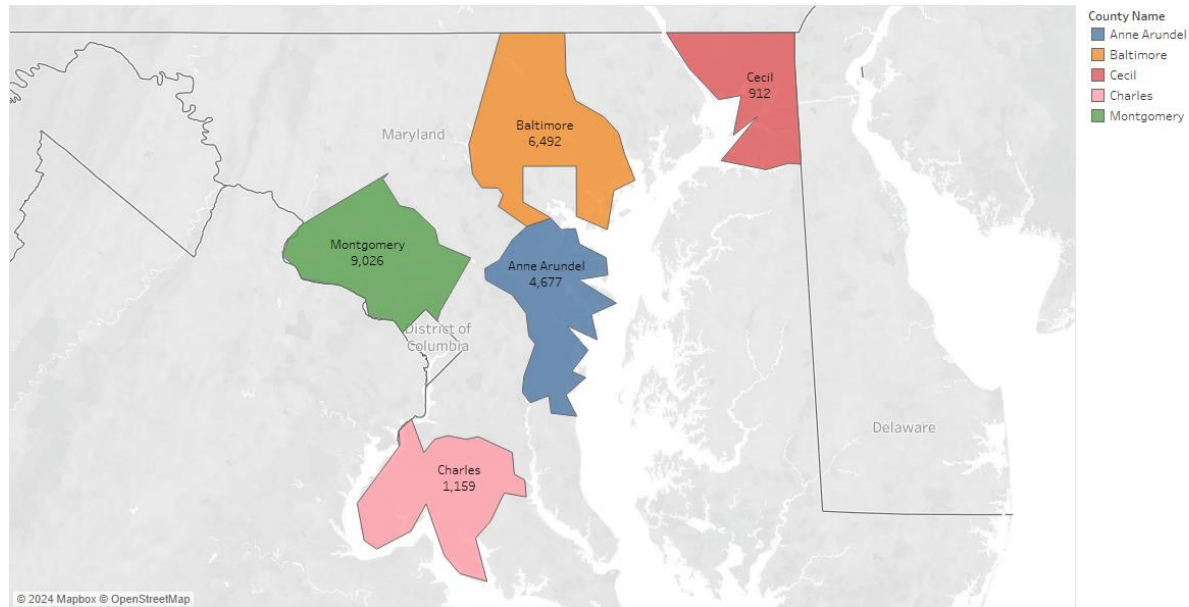 County Name
Anne Arundel
Baltimore
Cecil
Charles
Montgomery
Cecil
912
Baltimore
6,492
Maryland
Montgomery
9,026
Anne Arundel
4,677
District of
Columbia
Delaware
Charles
1,159
© 2024 Mapbox © OpenStreetMap